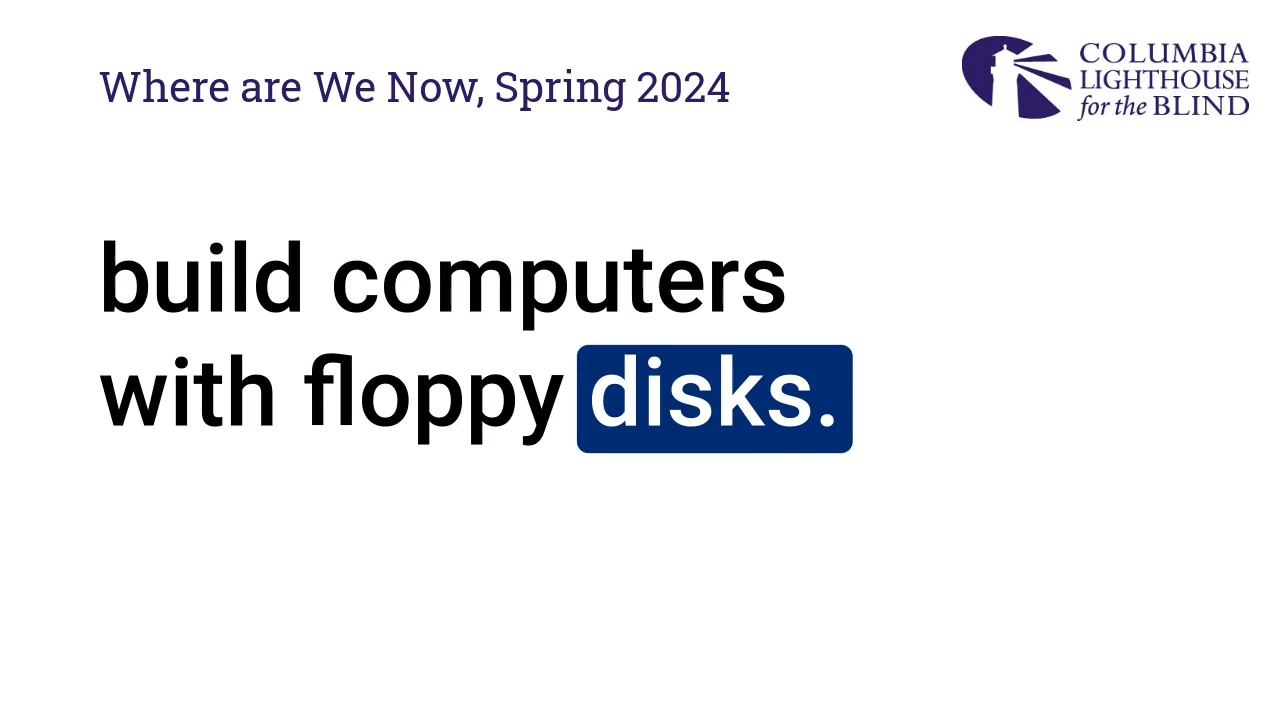 Where are We Now, Spring 2024
COLUMBIA
LIGHTHOUSE
for the BLIND
build computers
with floppy disks.